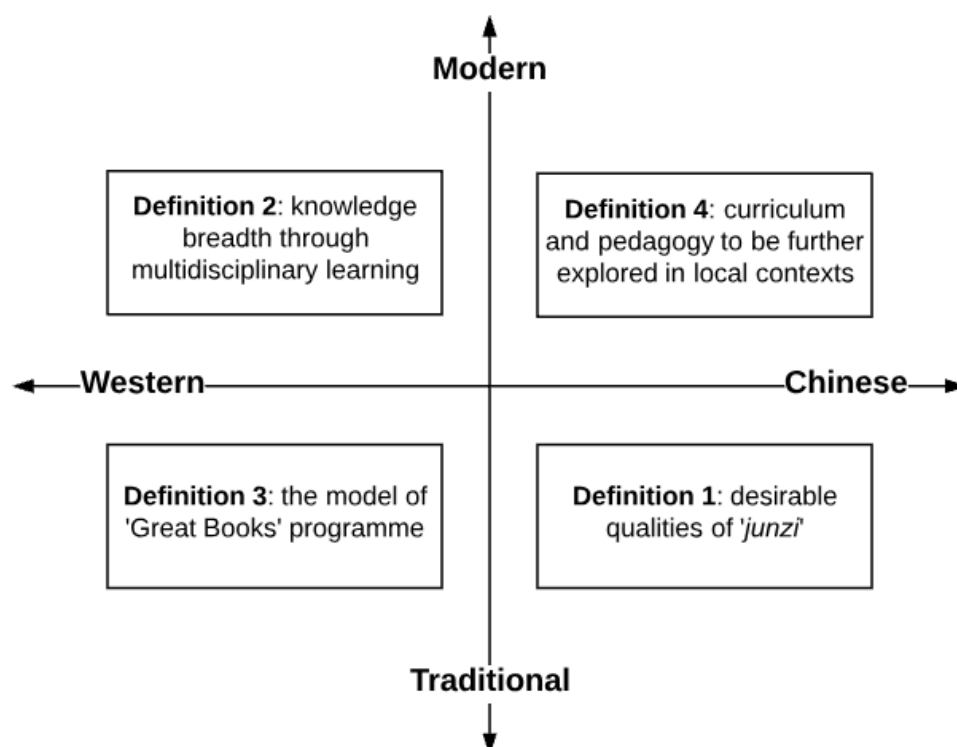 Modern
Definition 2: knowledge
breadth through
multidisciplinary learning
Definition 4: curriculum
and pedagogy to be further
explored in local contexts
Western
Chinese
Definition 3: the model of
'Great Books' programme
Definition 1: desirable
qualities of 'junzi'
Traditional